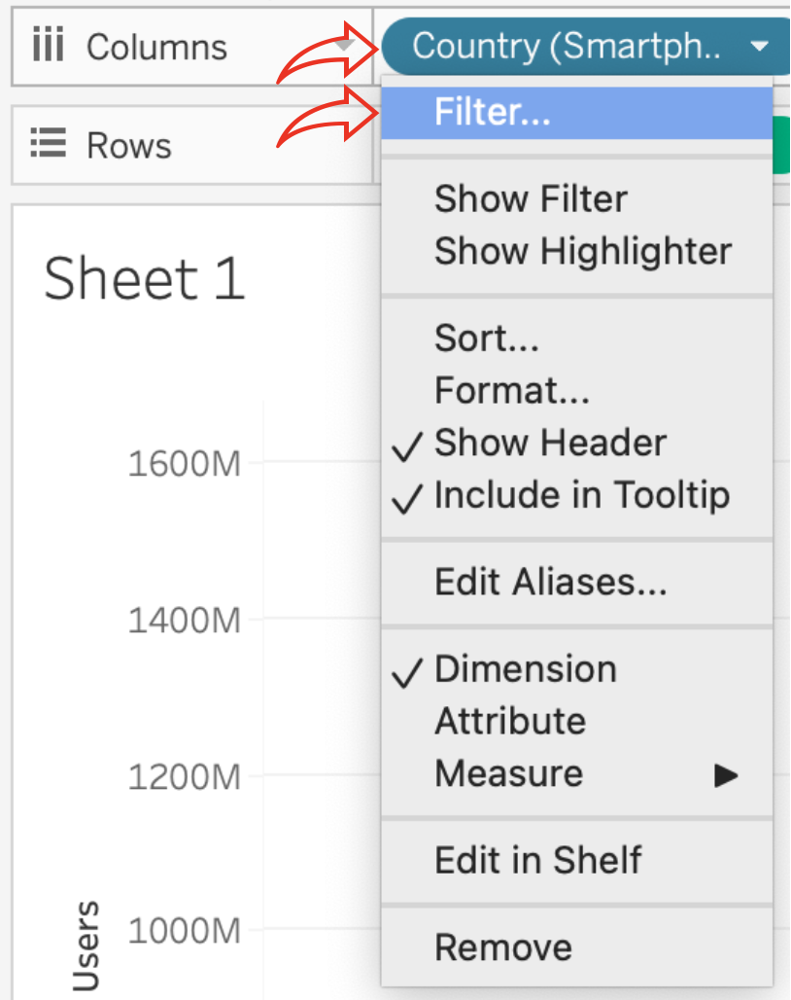 Columns
Country (Smartph..
Filter...
Rows
Show Filter
Show Highlighter
Sheet 1
Sort...
Format...
Show Header
Include in Tooltip
Edit Aliases...
Dimension
Attribute
Measure
Edit in Shelf
Remove
1600M
1400M
1200M
1000M
Users